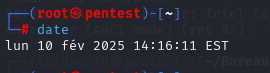 ┌──(root㉿pentest)-[~]
└─# date
lun 10 fév 2025 14:16:11 EST